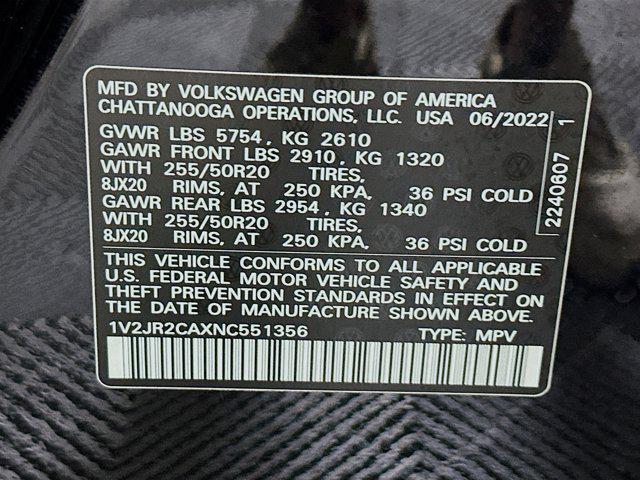 MFD BY VOLKSWAGEN GROUP OF AMERICA
CHATTANOOGA OPERATIONS, LLC. USA 06/2022
GVWR LBS 5754, KG 2610
GAWR FRONT LBS 2910, KG 1320
WITH 255/50R20 TIRES,
8JX20 RIMS, AT 250 KPA, 36 PSI COLD
GAWR REAR LBS 2954, KG 1340
WITH 255/50R20 TIRES,
8JX20 RIMS, AT 250 KPA, 36 PSI COLD
THIS VEHICLE CONFORMS TO ALL APPLICABLE
U.S. FEDERAL MOTOR VEHICLE SAFETY AND
THEFT PREVENTION STANDARDS IN EFFECT ON
THE DATE OF MANUFACTURE SHOWN ABOVE.
1V2JR2CAXNC551356 TYPE: MPV
2240607 1